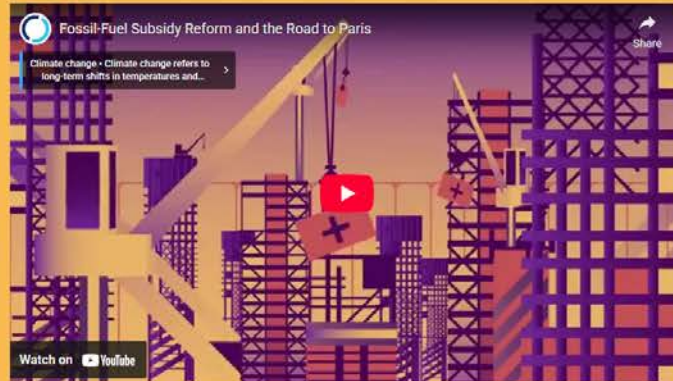 Fossil-Fuel Subsidy Reform and the Road to Paris
Share
Climate change • Climate change refers to
long-term shifts in temperatures and...
Watch on YouTube